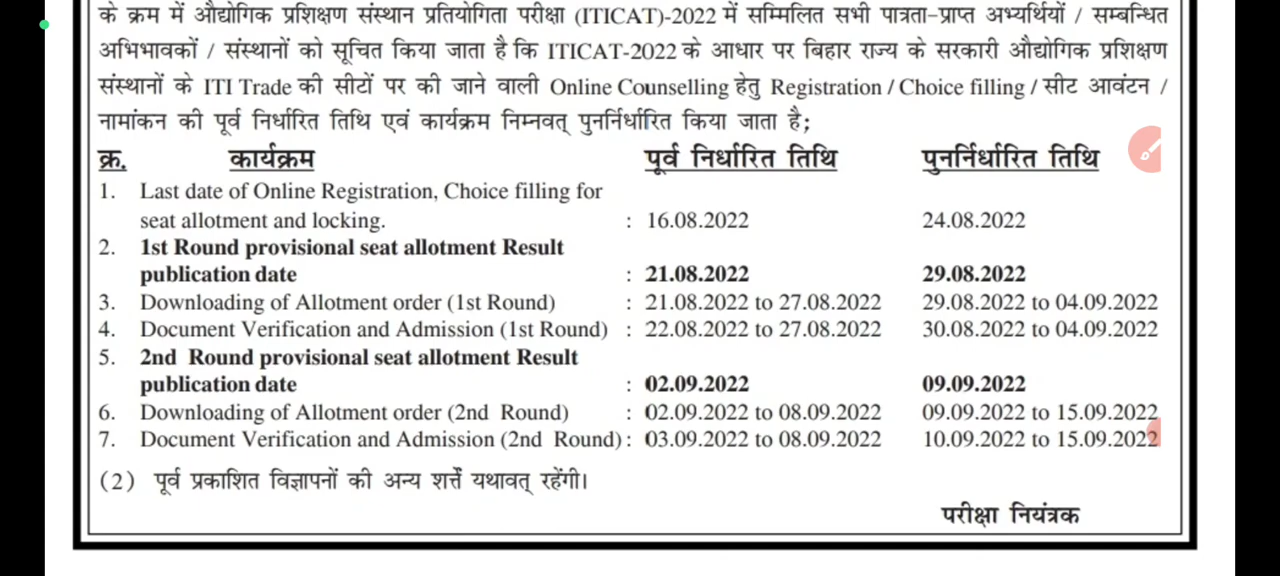 के क्रम में औद्योगिक प्रशिक्षण संस्थान प्रतियोगिता परीक्षा (ITICAT)-2022 में सम्मिलित सभी पात्रता-प्राप्त अभ्यर्थियों / सम्बन्धित
अभिभावकों / संस्थानों को सूचित किया जाता है कि ITICAT-2022 के आधार पर बिहार राज्य के सरकारी औद्योगिक प्रशिक्षण
संस्थानों के ITI Trade की सीटों पर की जाने वाली Online Counselling हेतु Registration / Choice filling / सीट आवंटन /
नामांकन की पूर्व निर्धारित तिथि एवं कार्यक्रम निम्नवत् पुनर्निर्धारित किया जाता है;
क्र. कार्यक्रम पूर्व निर्धारित तिथि पुनर्निर्धारित तिथि
1. Last date of Online Registration, Choice filling for
seat allotment and locking. : 16.08.2022 24.08.2022
2. 1st Round provisional seat allotment Result
publication date : 21.08.2022 29.08.2022
3. Downloading of Allotment order (1st Round) : 21.08.2022 to 27.08.2022 29.08.2022 to 04.09.2022
4. Document Verification and Admission (1st Round) : 22.08.2022 to 27.08.2022 30.08.2022 to 04.09.2022
5. 2nd Round provisional seat allotment Result
publication date : 02.09.2022 09.09.2022
6. Downloading of Allotment order (2nd Round) : 02.09.2022 to 08.09.2022 09.09.2022 to 15.09.2022
7. Document Verification and Admission (2nd Round) : 03.09.2022 to 08.09.2022 10.09.2022 to 15.09.2022
(2) पूर्व प्रकाशित विज्ञापनों की अन्य शर्त्तें यथावत् रहेंगी।
परीक्षा नियंत्रक